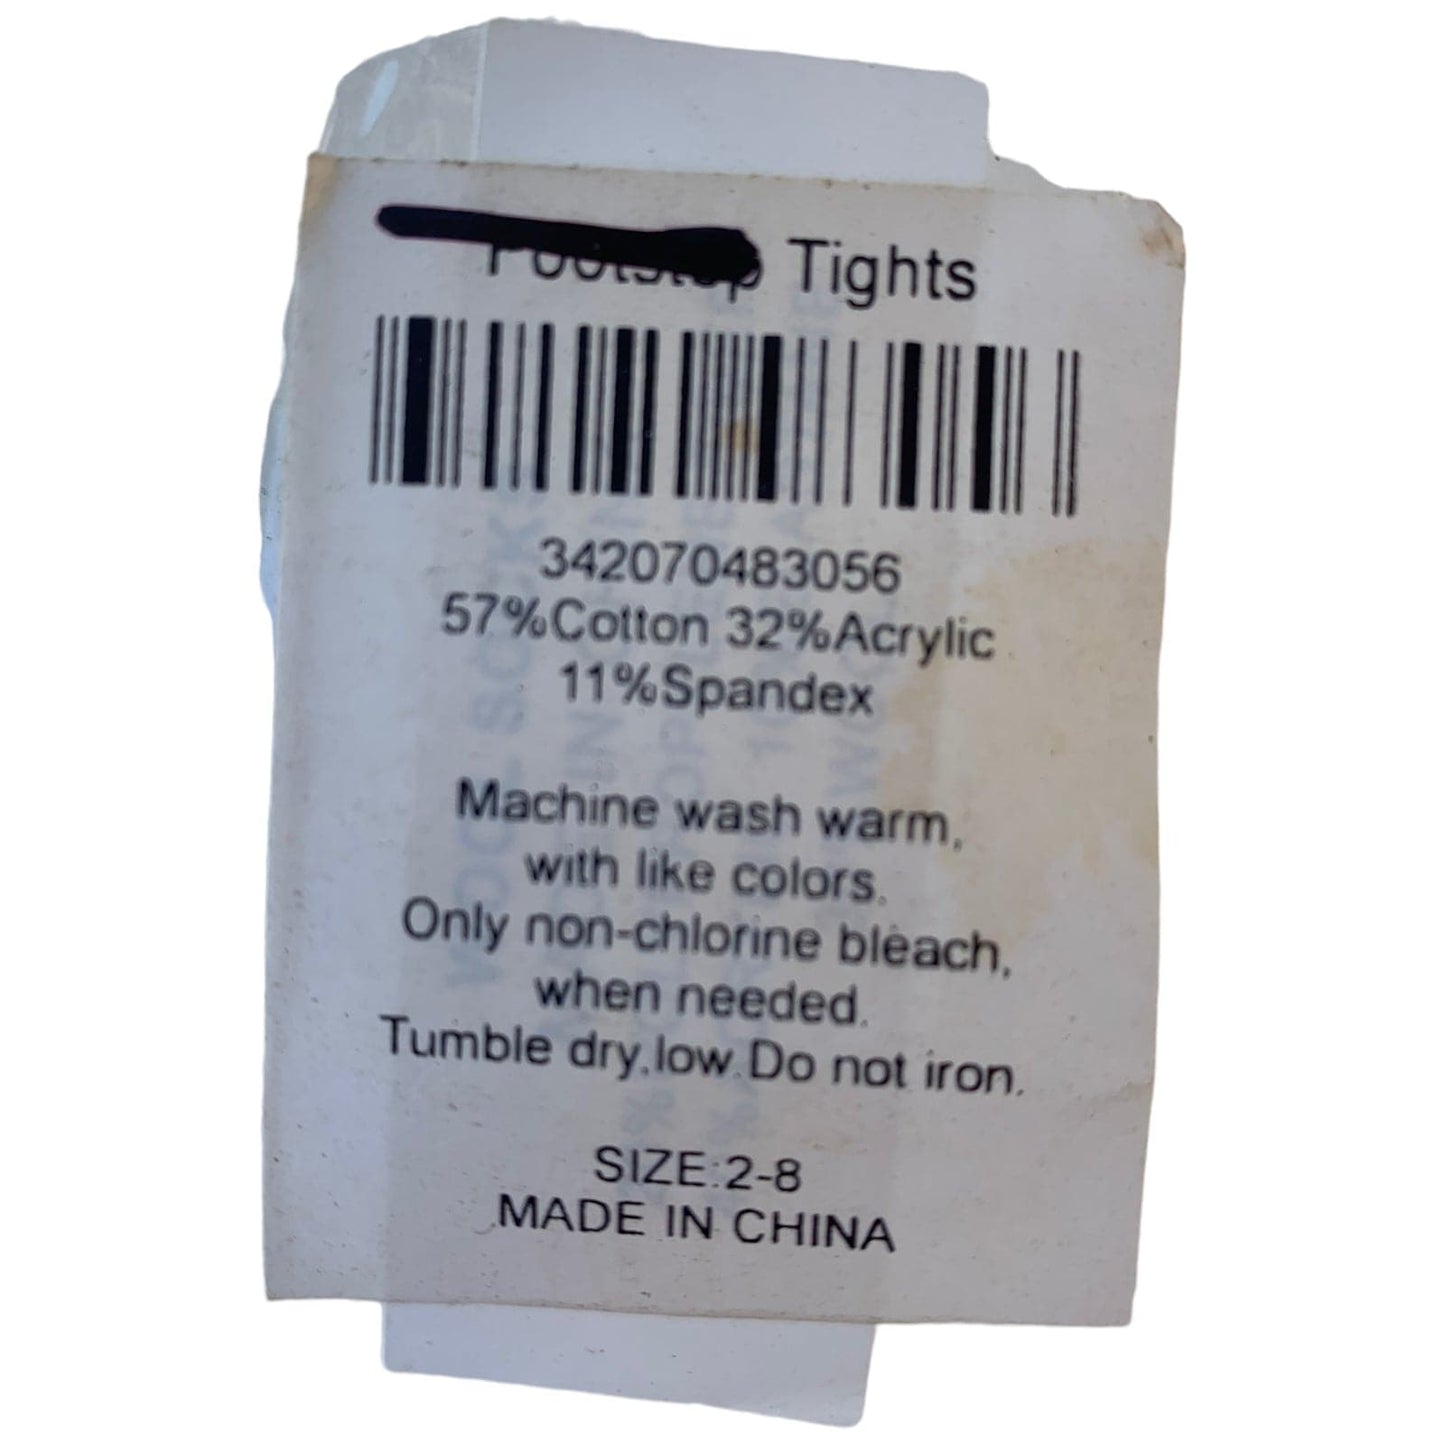 Footstep Tights
342070483056
57%Cotton 32%Acrylic
11%Spandex
Machine wash warm,
with like colors.
Only non-chlorine bleach,
when needed.
Tumble dry,low.Do not iron.
SIZE:2-8
MADE IN CHINA